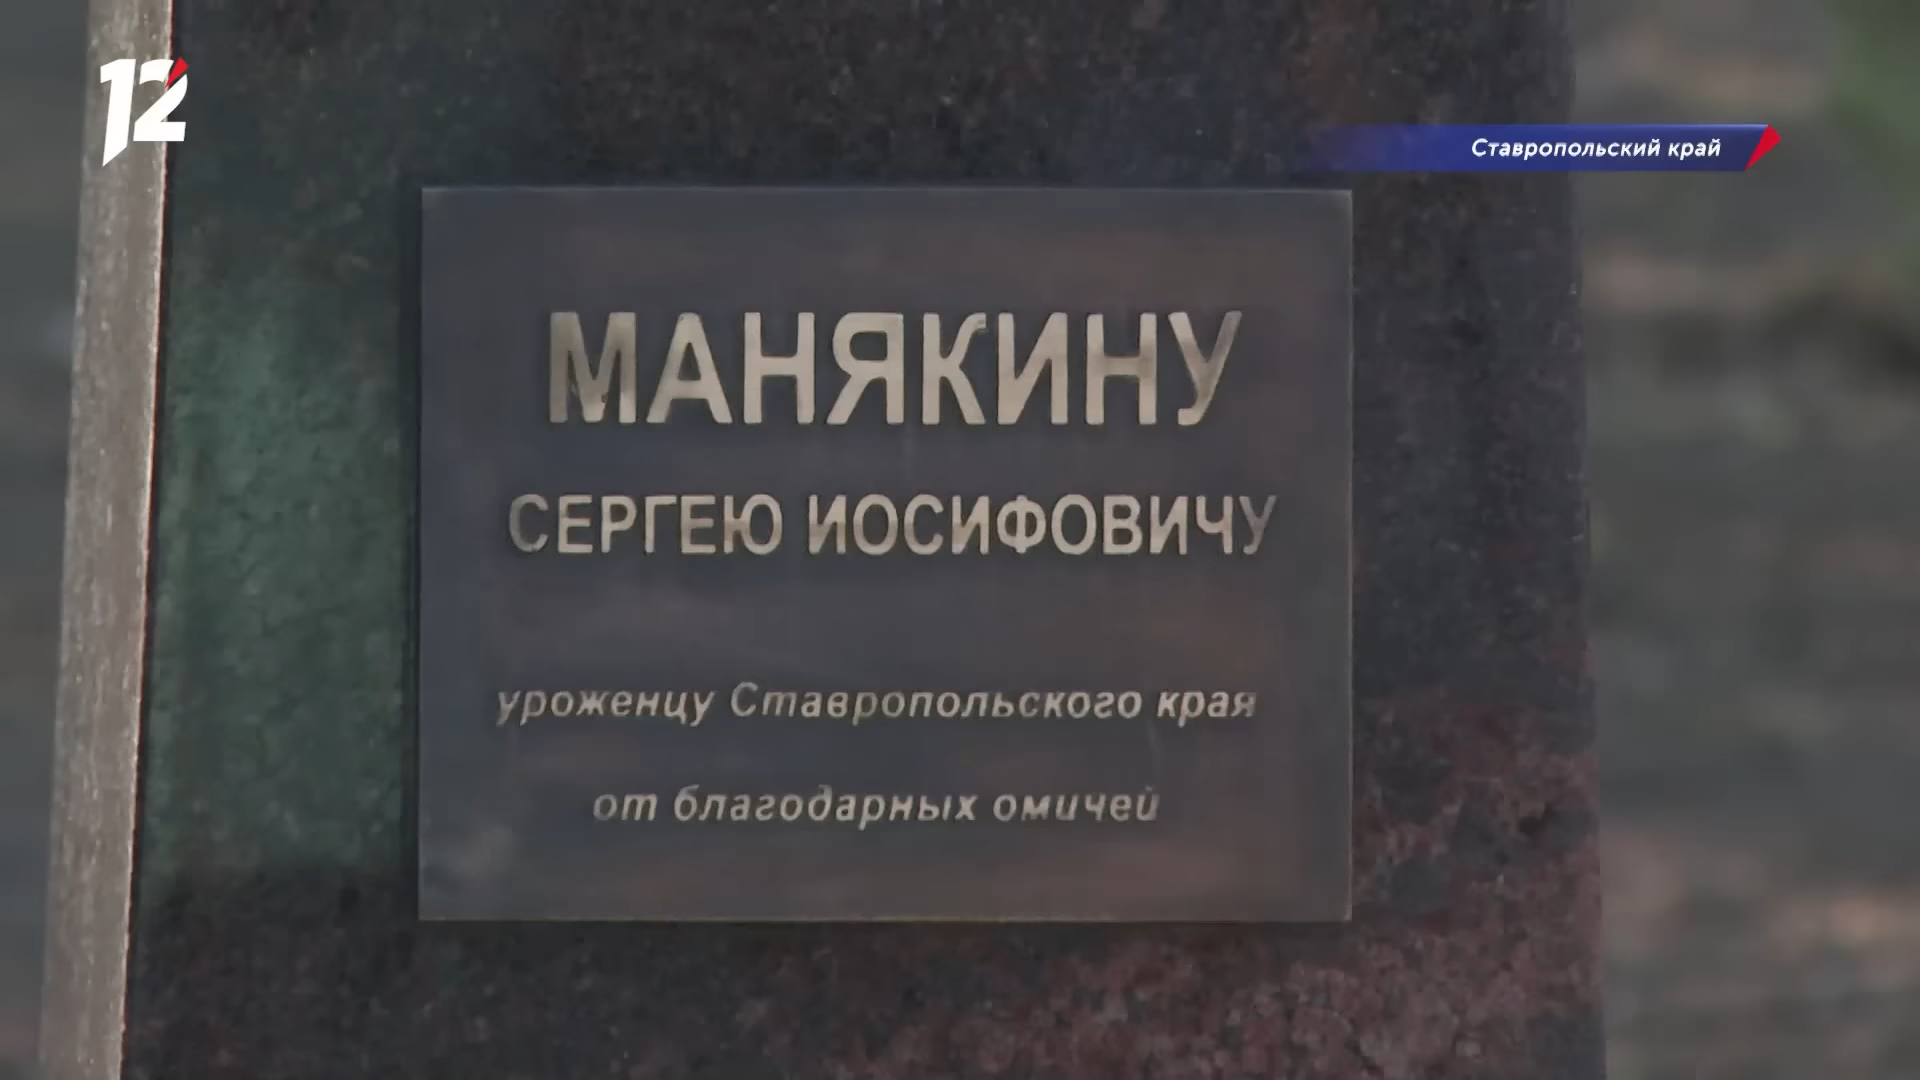 12
Ставропольский край
МАНЯКИНУ
СЕРГЕЮ ИОСИФОВИЧУ
уроженцу Ставропольского края
от благодарных омичей